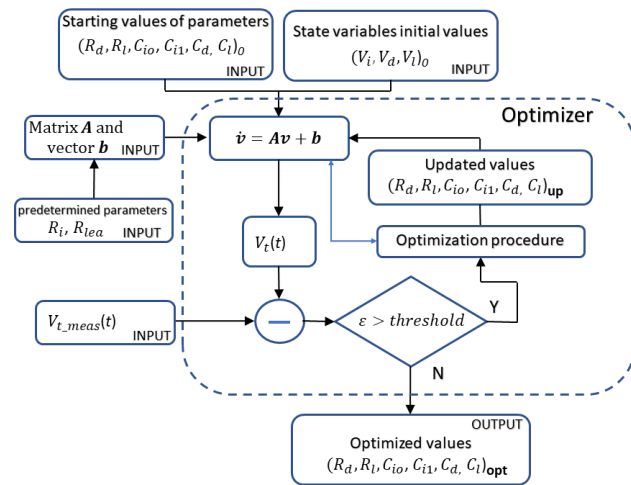 Starting values of parameters
(R_d, R_l, C_io, C_i1, C_d, C_l)_0
INPUT
State variables initial values
(V_i, V_d, V_l)_0
INPUT
Optimizer
Matrix A and
vector b
INPUT
v̇ = Av + b
Updated values
(R_d, R_l, C_io, C_i1, C_d, C_l)_up
predetermined parameters
R_i, R_lea
INPUT
V_t(t)
Optimization procedure
V_t_meas(t)
INPUT
—
ε > threshold
Y
N
OUTPUT
Optimized values
(R_d, R_l, C_io, C_i1, C_d, C_l)_opt